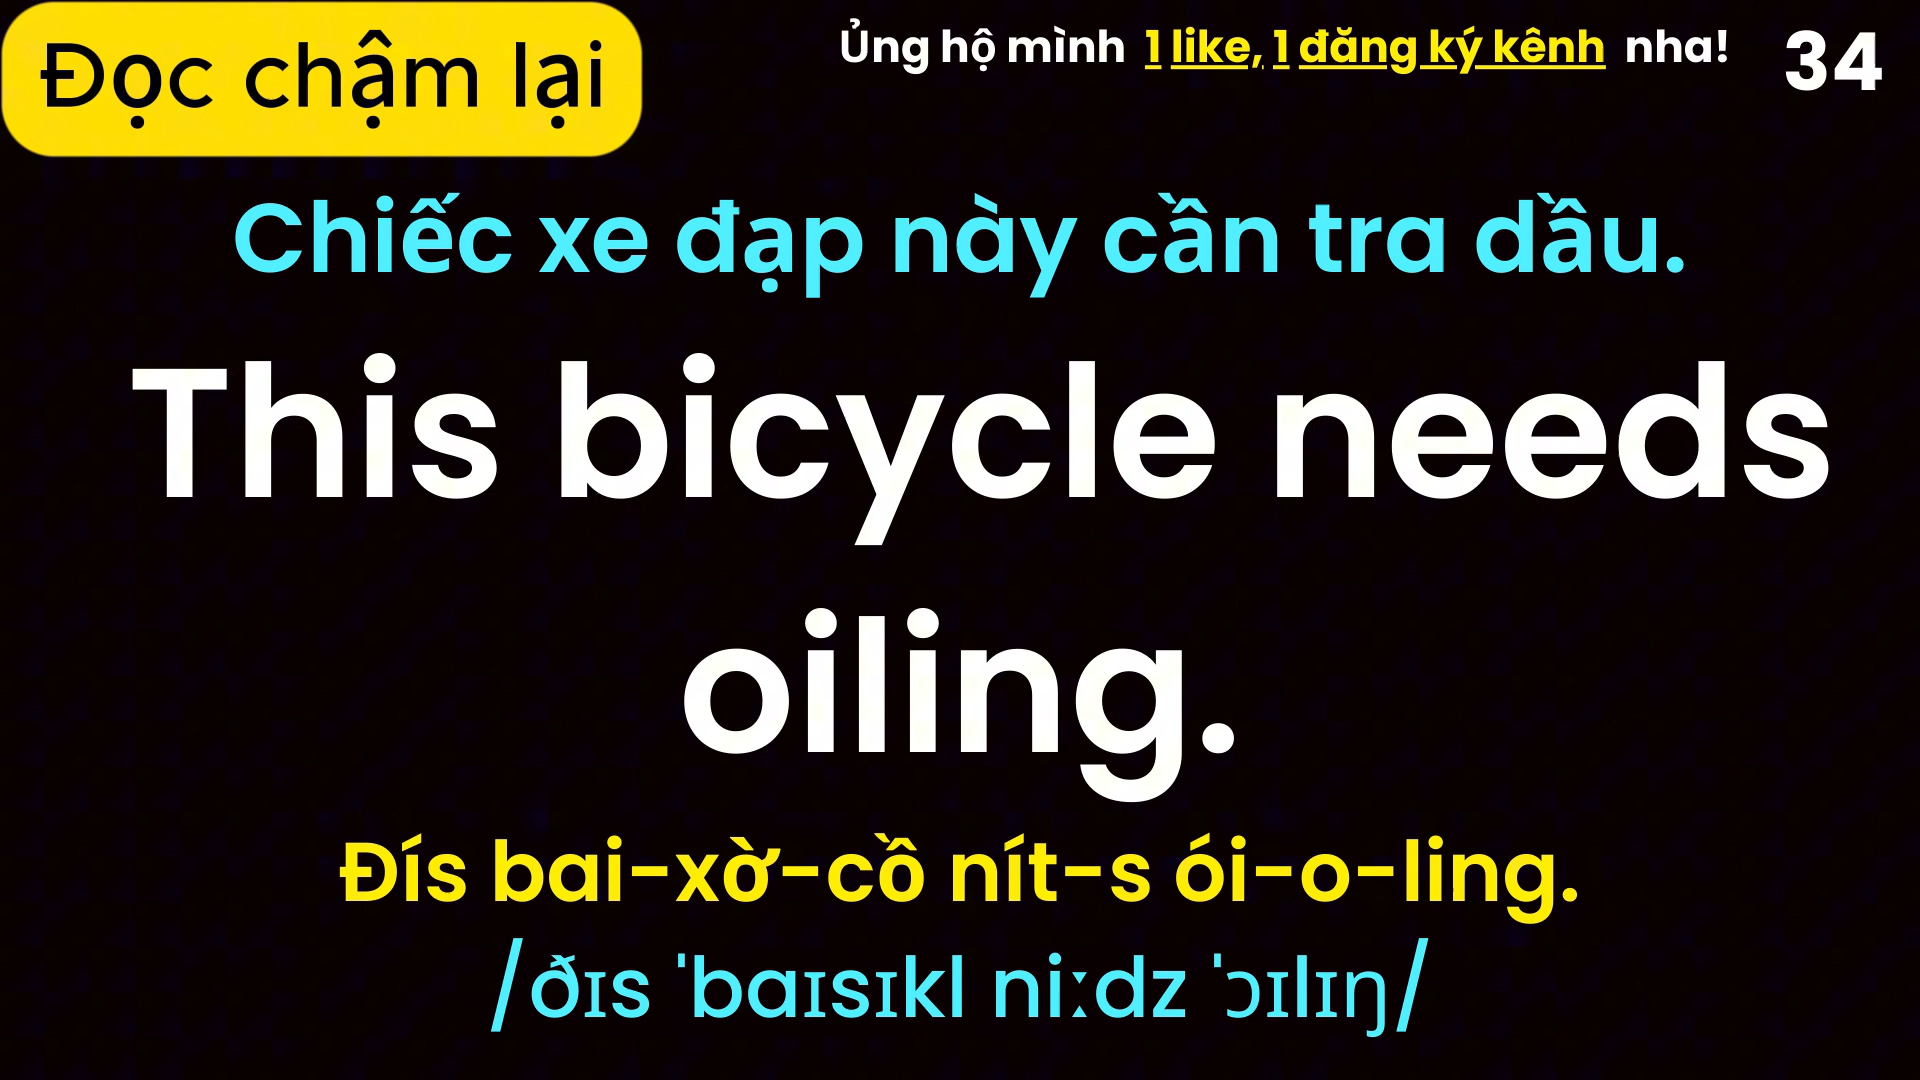 Đọc chậm lại
Ủng hộ mình 1 like, 1 đăng ký kênh nha!
34
Chiếc xe đạp này cần tra dầu.
This bicycle needs
oiling.
Đís bai-xờ-cồ nít-s ói-o-ling.
/ðɪs ˈbaɪsɪkl niːdz ˈɔɪlɪŋ/